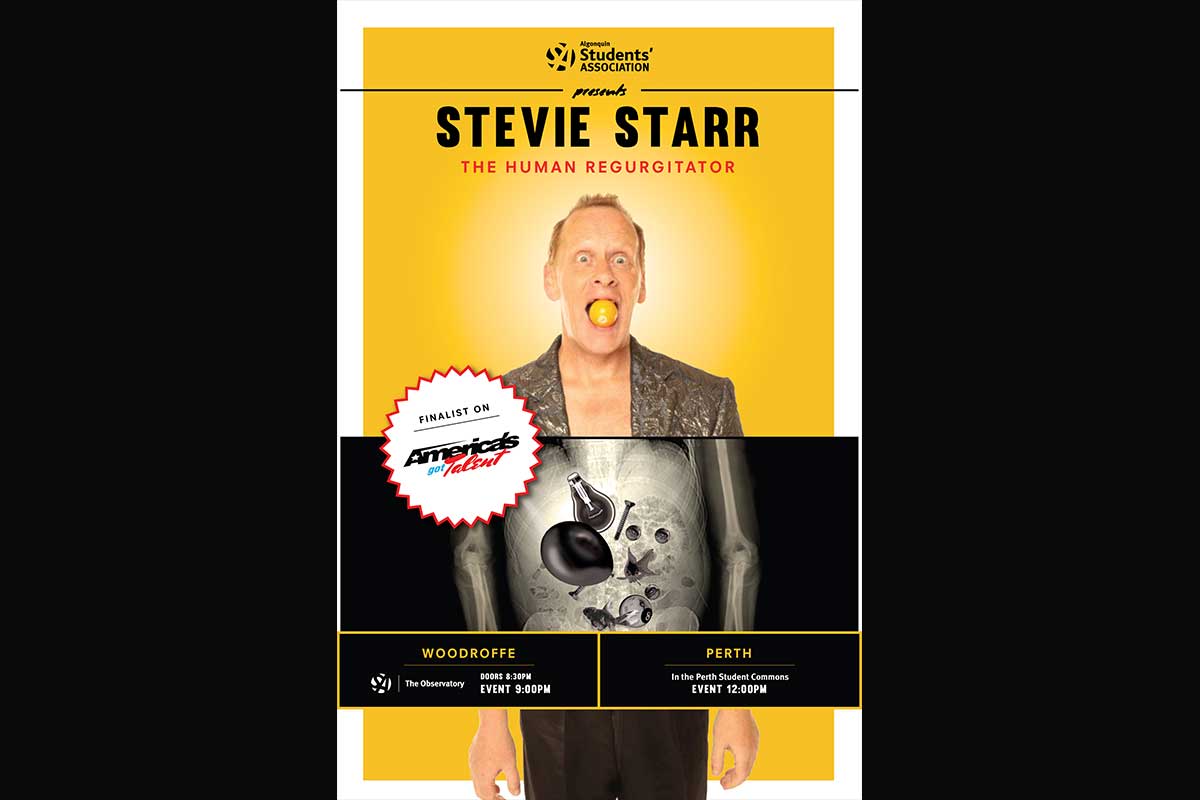 Algonquin
Students'
ASSOCIATION
presents
STEVIE STARR
THE HUMAN REGURGITATOR
FINALIST ON
America's
got Talent
WOODROFFE
The Observatory
DOORS 8:30PM
EVENT 9:00PM
PERTH
In the Perth Student Commons
EVENT 12:00PM